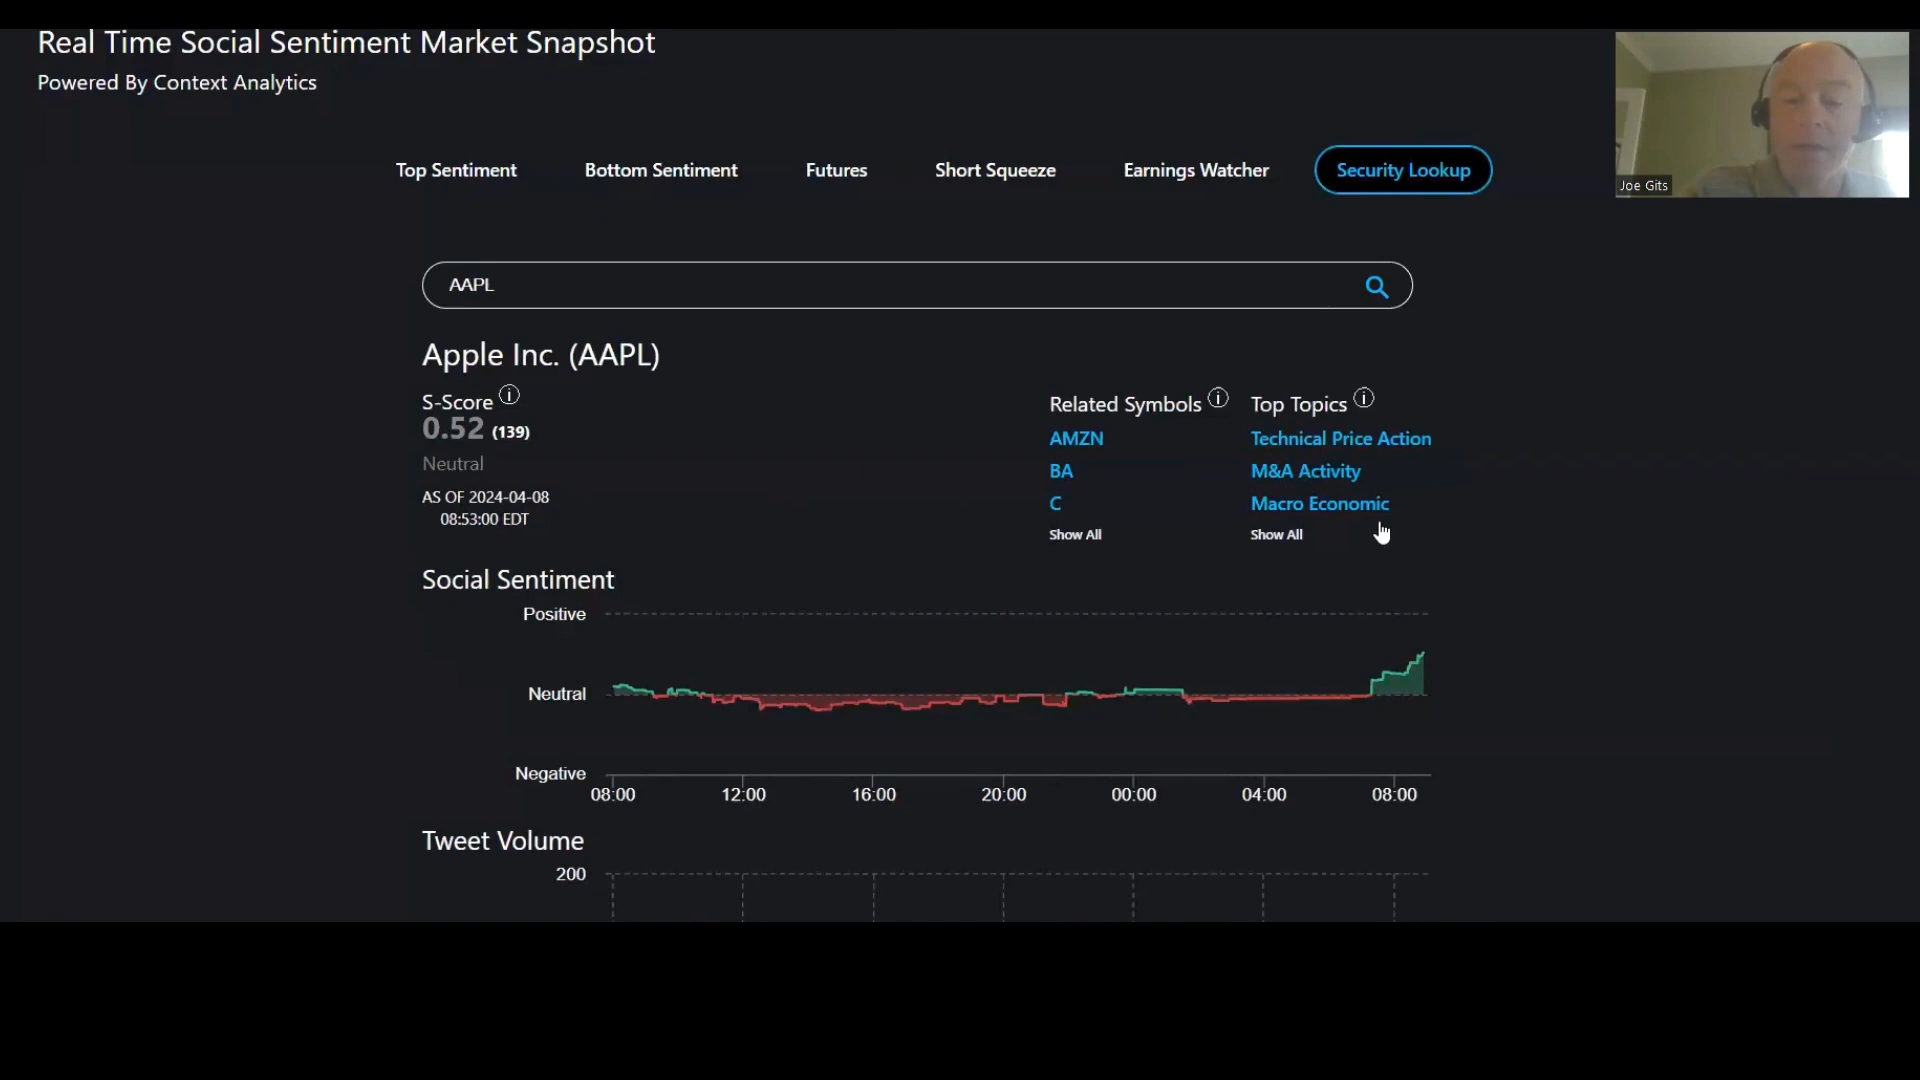 Real Time Social Sentiment Market Snapshot
Powered By Context Analytics
Joe Gits
Top Sentiment Bottom Sentiment Futures Short Squeeze Earnings Watcher Security Lookup
AAPL
Apple Inc. (AAPL)
S-Score
0.52 (139)
Neutral
AS OF 2024-04-08
08:53:00 EDT
Related Symbols
AMZN
BA
C
Show All
Top Topics
Technical Price Action
M&A Activity
Macro Economic
Show All
Social Sentiment
Positive
Neutral
Negative
08:00 12:00 16:00 20:00 00:00 04:00 08:00
Tweet Volume
200